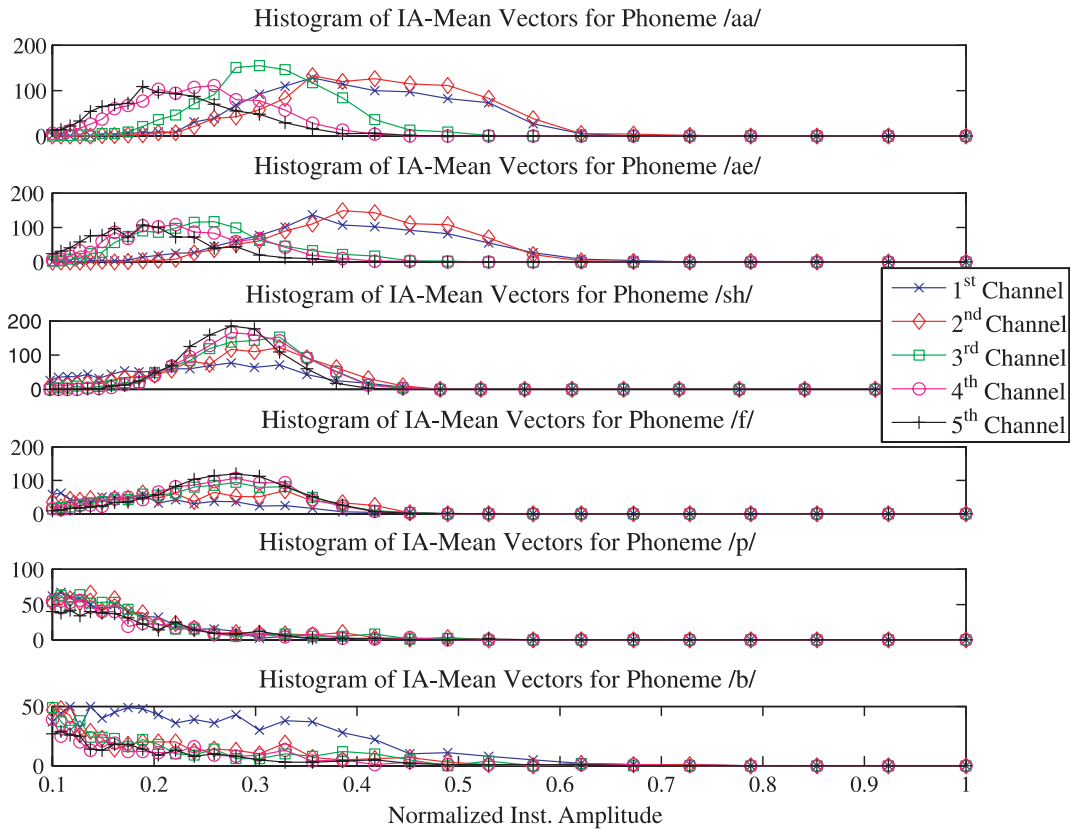 Histogram of IA-Mean Vectors for Phoneme /aa/
200
100
0
Histogram of IA-Mean Vectors for Phoneme /ae/
200
100
0
Histogram of IA-Mean Vectors for Phoneme /sh/
200
100
0
Histogram of IA-Mean Vectors for Phoneme /f/
200
100
0
Histogram of IA-Mean Vectors for Phoneme /p/
100
50
0
Histogram of IA-Mean Vectors for Phoneme /b/
50
0
0.1 0.2 0.3 0.4 0.5 0.6 0.7 0.8 0.9 1
Normalized Inst. Amplitude
1st Channel
2nd Channel
3rd Channel
4th Channel
5th Channel